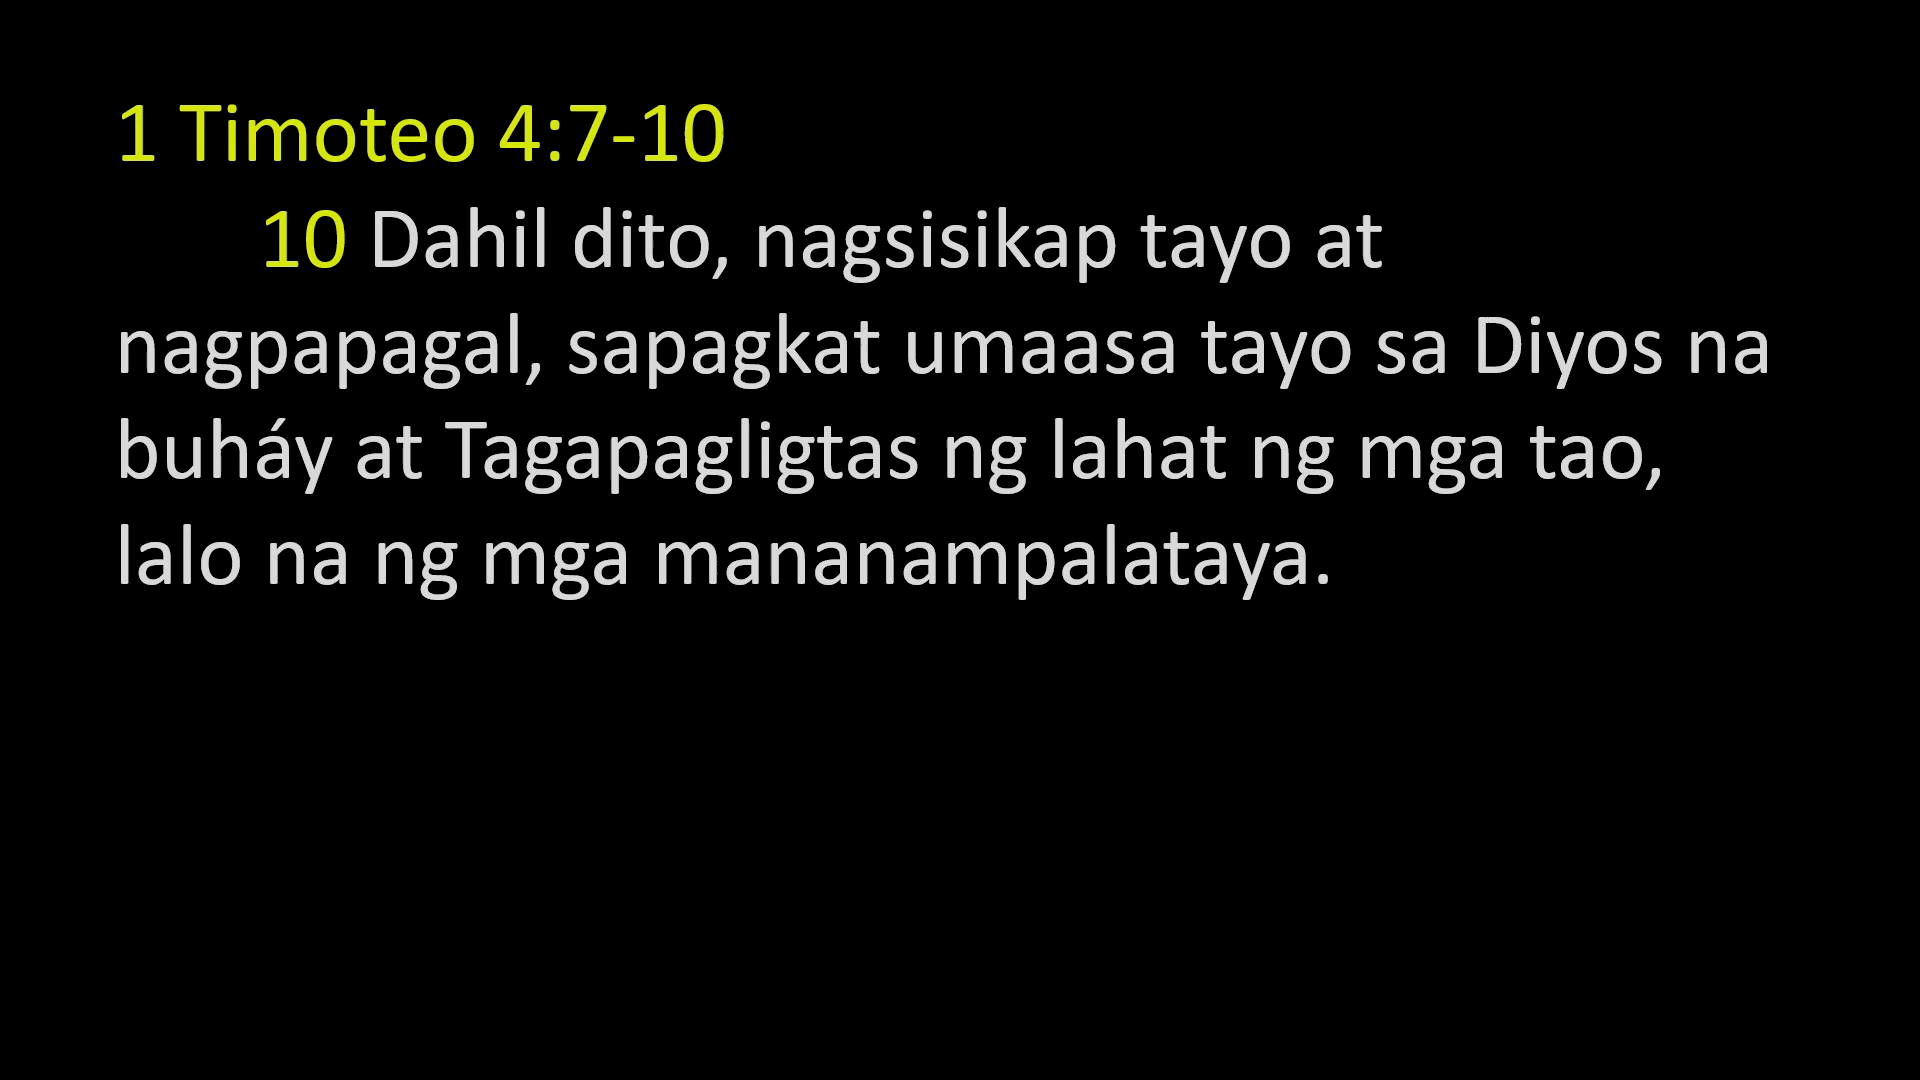 1 Timoteo 4:7-10
10 Dahil dito, nagsisikap tayo at
nagpapagal, sapagkat umaasa tayo sa Diyos na
buháy at Tagapagligtas ng lahat ng mga tao,
lalo na ng mga mananampalataya.